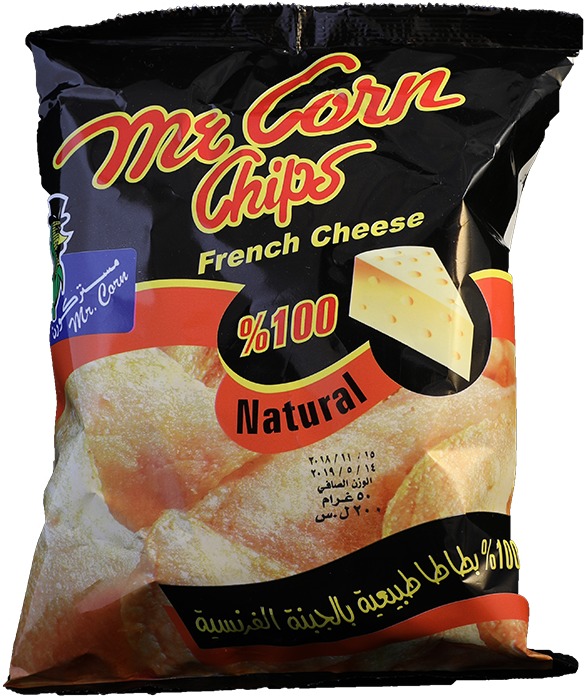 Mr Corn
Chips
French Cheese
%100
Natural
مستر كورن
Mr. Corn
٢٠١٨ / ١١ / ١٥
٢٠١٩ / ٥ / ١٤
الوزن الصافي
٥٠ غرام
٢٠٠ ل.س
%100 بطاطا طبيعية بالجبنة الفرنسية